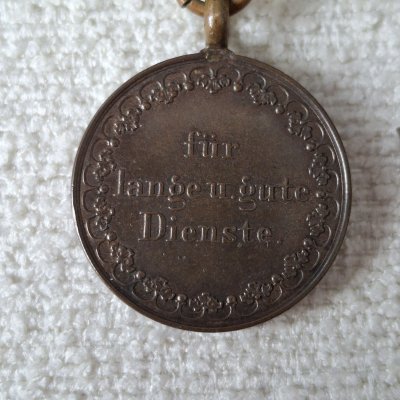 für
lange u. gute
Dienste.